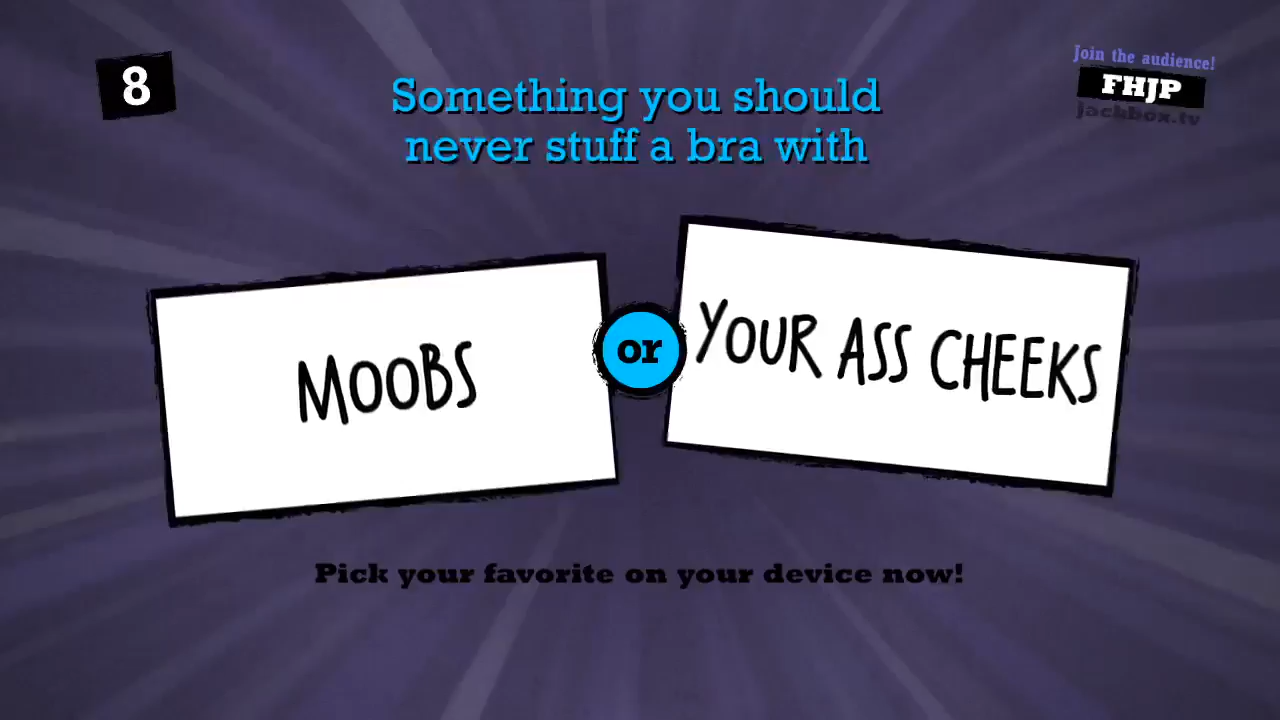 8
Something you should
never stuff a bra with
Join the audience!
FHJP
jackbox.tv
MOOBS
or
YOUR ASS CHEEKS
Pick your favorite on your device now!